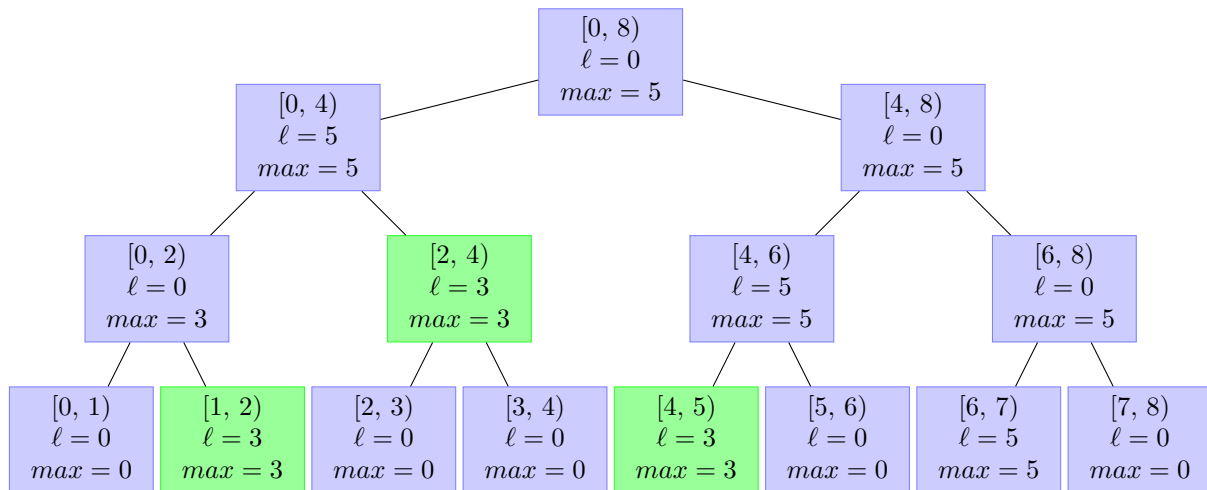 [0, 8)
ℓ = 0
max = 5
[0, 4)
ℓ = 5
max = 5
[4, 8)
ℓ = 0
max = 5
[0, 2)
ℓ = 0
max = 3
[2, 4)
ℓ = 3
max = 3
[4, 6)
ℓ = 5
max = 5
[6, 8)
ℓ = 0
max = 5
[0, 1)
ℓ = 0
max = 0
[1, 2)
ℓ = 3
max = 3
[2, 3)
ℓ = 0
max = 0
[3, 4)
ℓ = 0
max = 0
[4, 5)
ℓ = 3
max = 3
[5, 6)
ℓ = 0
max = 0
[6, 7)
ℓ = 5
max = 5
[7, 8)
ℓ = 0
max = 0